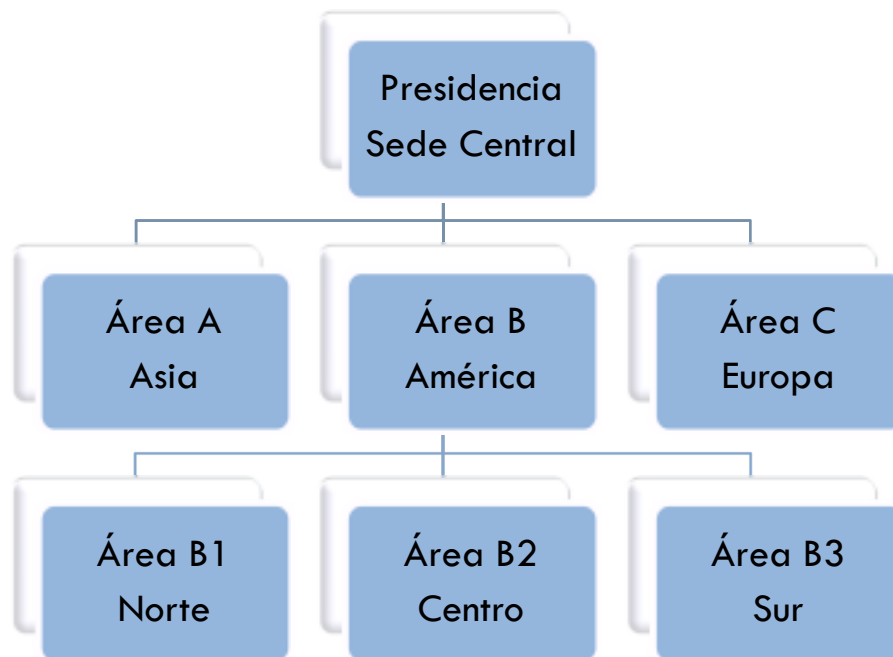 Presidencia
Sede Central
Área A
Asia
Área B
América
Área C
Europa
Área B1
Norte
Área B2
Centro
Área B3
Sur